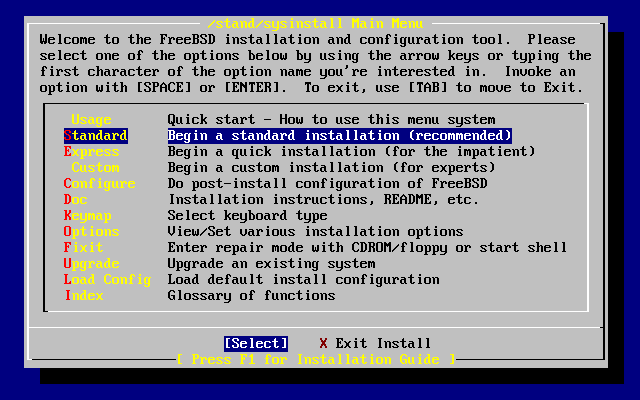 /stand/sysinstall Main Menu
Welcome to the FreeBSD installation and configuration tool.  Please
select one of the options below by using the arrow keys or typing the
first character of the option name you're interested in.  Invoke an
option with [SPACE] or [ENTER].  To exit, use [TAB] to move to Exit.
Usage Quick start - How to use this menu system
Standard Begin a standard installation (recommended)
Express Begin a quick installation (for the impatient)
Custom Begin a custom installation (for experts)
Configure Do post-install configuration of FreeBSD
Doc Installation instructions, README, etc.
Keymap Select keyboard type
Options View/Set various installation options
Fixit Enter repair mode with CDROM/floppy or start shell
Upgrade Upgrade an existing system
Load Config Load default install configuration
Index Glossary of functions
[Select] X Exit Install
[ Press F1 for Installation Guide ]